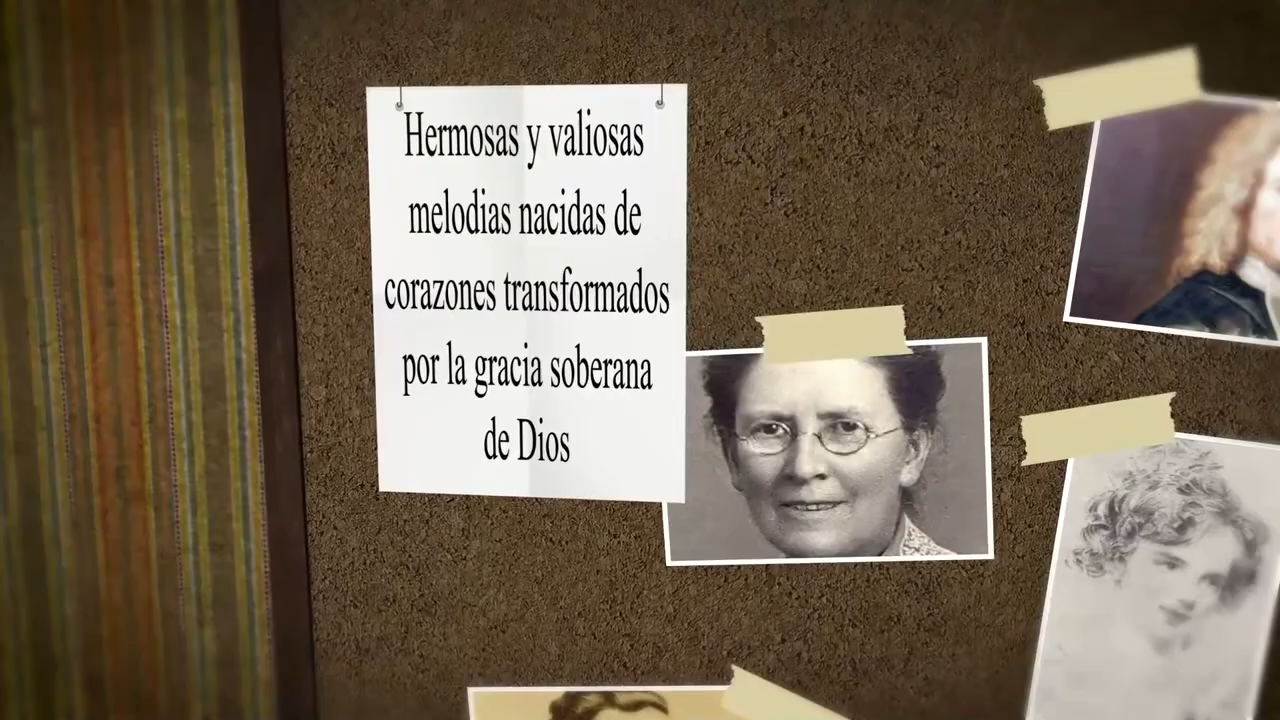 Hermosas y valiosas
melodias nacidas de
corazones transformados
por la gracia soberana
de Dios